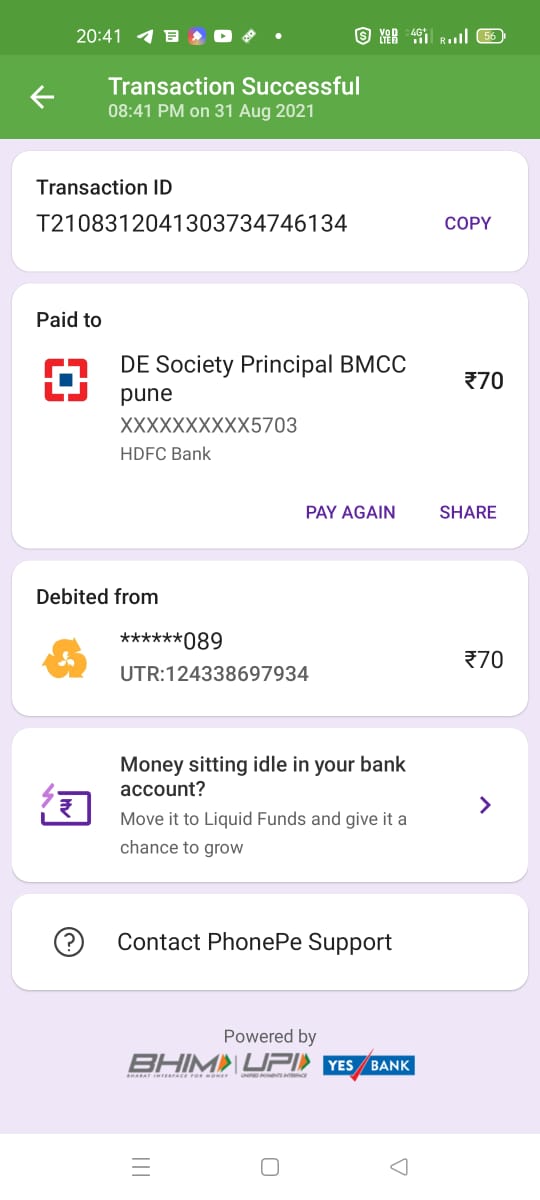 20:41
VoD
LTE 2
4G+
R
56
Transaction Successful
08:41 PM on 31 Aug 2021
Transaction ID
T2108312041303734746134
COPY
Paid to
DE Society Principal BMCC
pune
₹70
XXXXXXXXXX5703
HDFC Bank
PAY AGAIN
SHARE
Debited from
******089
₹70
UTR:124338697934
Money sitting idle in your bank
account?
Move it to Liquid Funds and give it a
chance to grow
Contact PhonePe Support
Powered by
BHIM UPI YES BANK
BHARAT INTERFACE FOR MONEY UNIFIED PAYMENTS INTERFACE